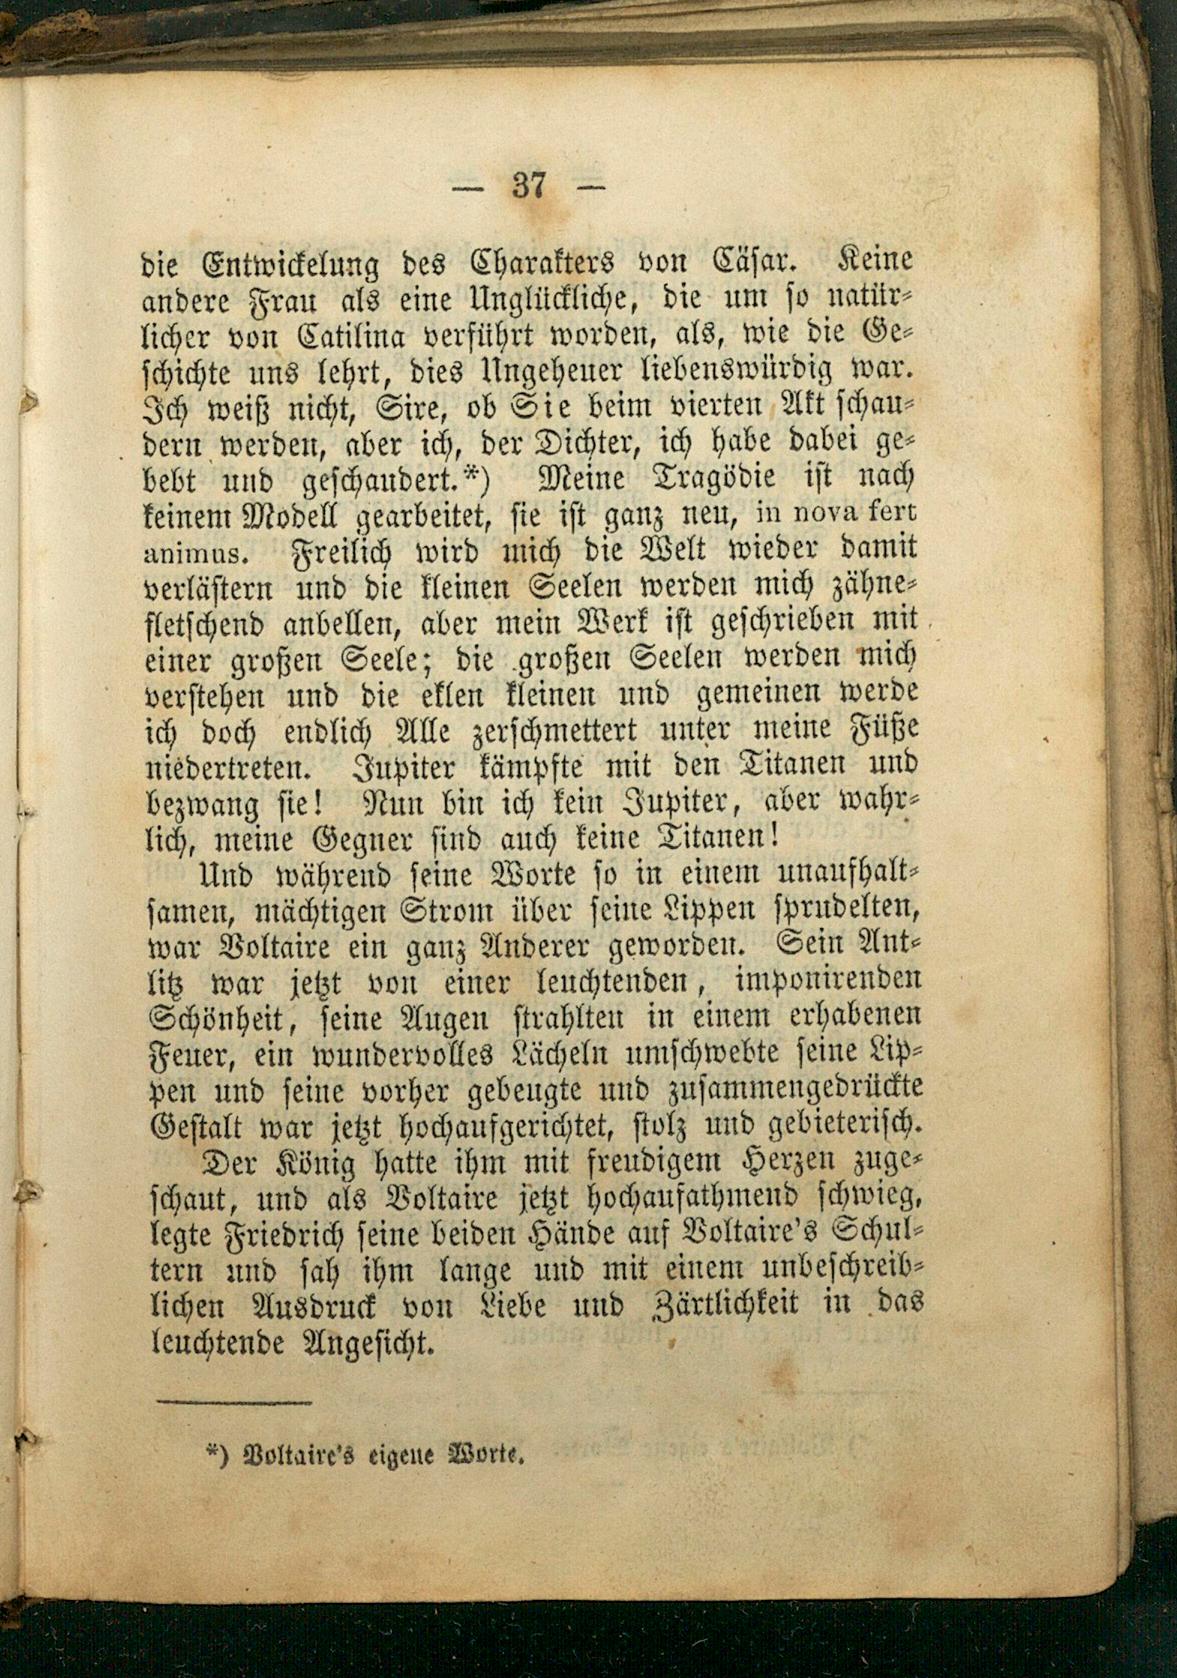 — 37 —
die Entwickelung des Charakters von Cäsar. Keine
andere Frau als eine Unglückliche, die um so natür-
licher von Catilina verführt worden, als, wie die Ge-
schichte uns lehrt, dies Ungeheuer liebenswürdig war.
Ich weiß nicht, Sire, ob Sie beim vierten Akt schau-
dern werden, aber ich, der Dichter, ich habe dabei ge-
bebt und geschaudert.*) Meine Tragödie ist nach
keinem Modell gearbeitet, sie ist ganz neu, in nova fert
animus. Freilich wird mich die Welt wieder damit
verlästern und die kleinen Seelen werden mich zähne-
fletschend anbellen, aber mein Werk ist geschrieben mit
einer großen Seele; die großen Seelen werden mich
verstehen und die eklen kleinen und gemeinen werde
ich doch endlich Alle zerschmettert unter meine Füße
niedertreten. Jupiter kämpfte mit den Titanen und
bezwang sie! Nun bin ich kein Jupiter, aber wahr-
lich, meine Gegner sind auch keine Titanen!
Und während seine Worte so in einem unaufhalt-
samen, mächtigen Strom über seine Lippen sprudelten,
war Voltaire ein ganz Anderer geworden. Sein Ant-
litz war jetzt von einer leuchtenden, imponirenden
Schönheit, seine Augen strahlten in einem erhabenen
Feuer, ein wundervolles Lächeln umschwebte seine Lip-
pen und seine vorher gebeugte und zusammengedrückte
Gestalt war jetzt hochaufgerichtet, stolz und gebieterisch.
Der König hatte ihm mit freudigem Herzen zuge-
schaut, und als Voltaire jetzt hochaufathmend schwieg,
legte Friedrich seine beiden Hände auf Voltaire's Schul-
tern und sah ihm lange und mit einem unbeschreib-
lichen Ausdruck von Liebe und Zärtlichkeit in das
leuchtende Angesicht.
*) Voltaire's eigene Worte.